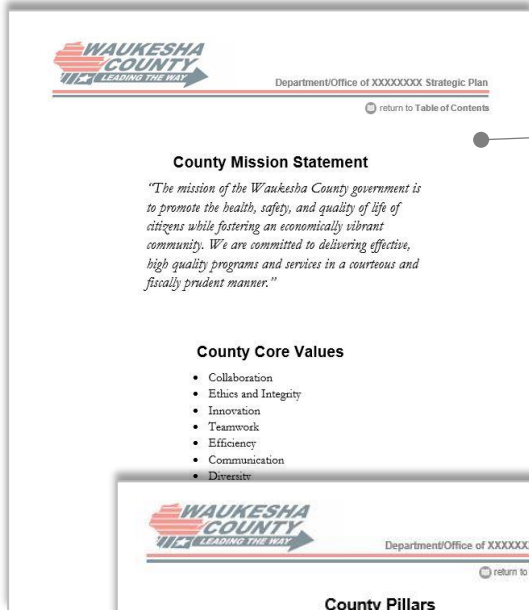 WAUKESHA
COUNTY
LEADING THE WAY
Department/Office of XXXXXXXX Strategic Plan
return to Table of Contents
County Mission Statement
"The mission of the Waukesha County government is
to promote the health, safety, and quality of life of
citizens while fostering an economically vibrant
community. We are committed to delivering effective,
high quality programs and services in a courteous and
fiscally prudent manner."
County Core Values
• Collaboration
• Ethics and Integrity
• Innovation
• Teamwork
• Efficiency
• Communication
• Diversity
WAUKESHA
COUNTY
LEADING THE WAY
Department/Office of XXXXXX
return to
County Pillars